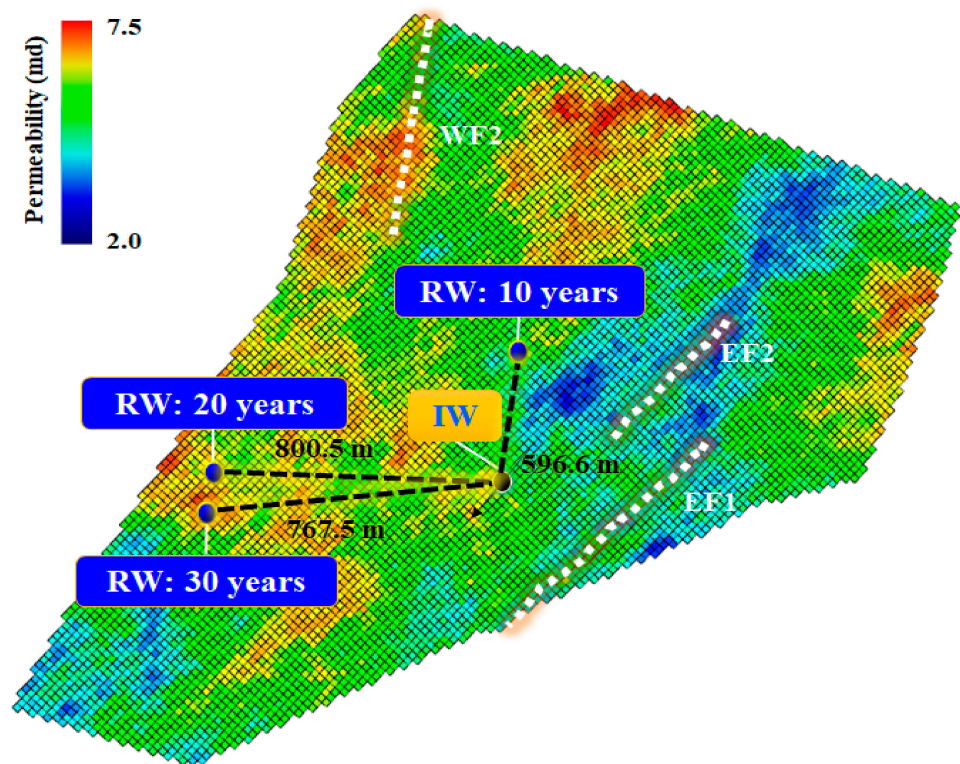 7.5
Permeability (md)
2.0
WF2
RW: 10 years
EF2
RW: 20 years
IW
800.5 m
596.6 m
EF1
767.5 m
RW: 30 years